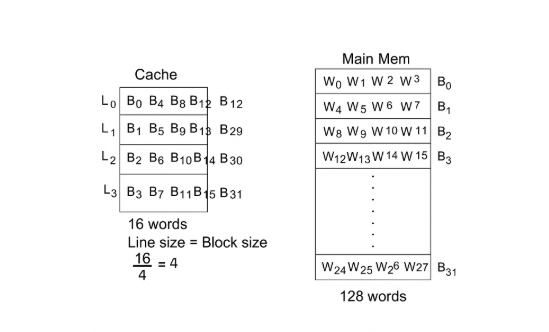 Cache
L0 B0 B4 B8 B12 B12
L1 B1 B5 B9 B13 B29
L2 B2 B6 B10 B14 B30
L3 B3 B7 B11 B15 B31
16 words
Line size = Block size
16/4 = 4
Main Mem
W0 W1 W 2 W 3 B0
W4 W5 W 6 W 7 B1
W8 W9 W 10 W 11 B2
W12 W13 W 14 W 15 B3
W24 W25 W26 W27 B31
128 words